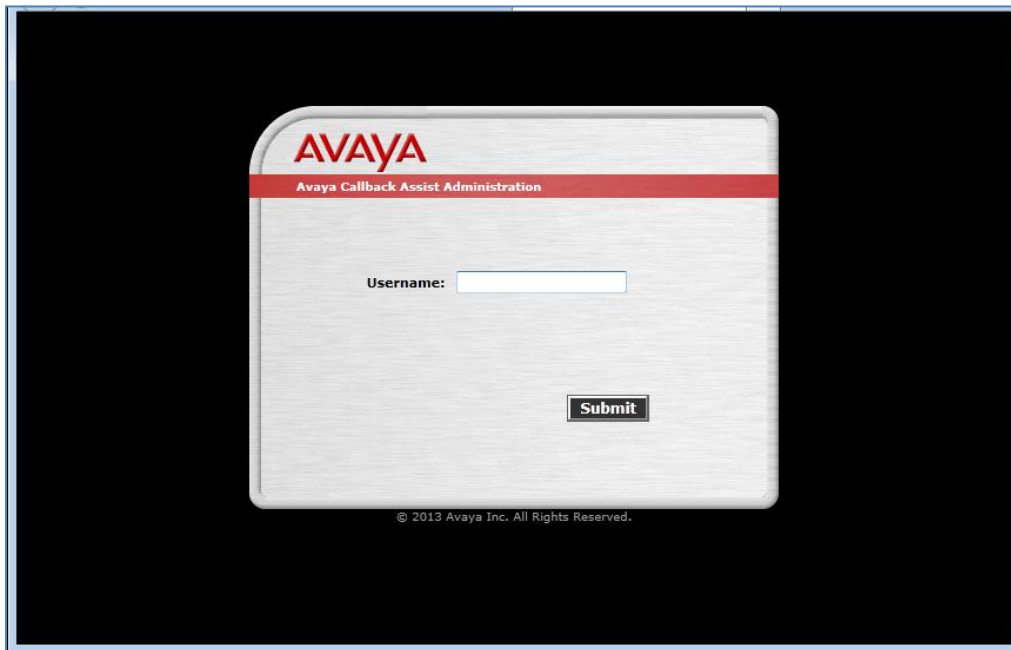 AVAYA
Avaya Callback Assist Administration
Username:
Submit
© 2013 Avaya Inc. All Rights Reserved.